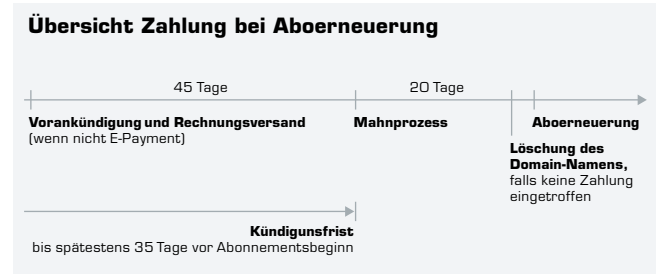 Übersicht Zahlung bei Aboerneuerung
45 Tage
20 Tage
Vorankündigung und Rechnungsversand
(wenn nicht E-Payment)
Mahnprozess
Aboerneuerung
Löschung des
Domain-Namens,
falls keine Zahlung
eingetroffen
Kündigunsfrist
bis spätestens 35 Tage vor Abonnementsbeginn